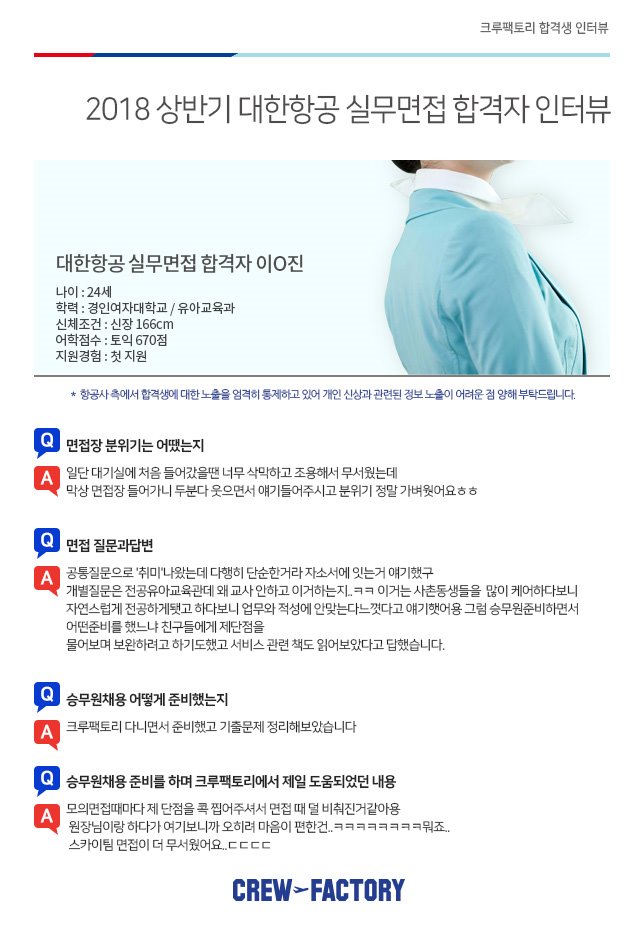 크루팩토리 합격생 인터뷰
2018 상반기 대한항공 실무면접 합격자 인터뷰
대한항공 실무면접 합격자 이O진
나이 : 24세
학력 : 경인여자대학교 / 유아교육과
신체조건 : 신장 166cm
어학점수 : 토익 670점
지원경험 : 첫 지원
* 항공사 측에서 합격생에 대한 노출을 엄격히 통제하고 있어 개인 신상과 관련된 정보 노출이 어려운 점 양해 부탁드립니다.
Q 면접장 분위기는 어땠는지
A 일단 대기실에 처음 들어갔을땐 너무 삭막하고 조용해서 무서웠는데
막상 면접장 들어가니 두분다 웃으면서 얘기들어주시고 분위기 정말 가벼웟어요ㅎㅎ
Q 면접 질문과답변
A 공통질문으로 '취미'나왔는데 다행히 단순한거라 자소서에 잇는거 얘기했구
개별질문은 전공유아교육관데 왜 교사 안하고 이거하는지..ㅋㅋ 이거는 사촌동생들을 많이 케어하다보니
자연스럽게 전공하게됏고 하다보니 업무와 적성에 안맞는다느꼇다고 얘기햇어용 그럼 승무원준비하면서
어떤준비를 했느냐 친구들에게 제단점을
물어보며 보완하려고 하기도했고 서비스 관련 책도 읽어보았다고 답했습니다.
Q 승무원채용 어떻게 준비했는지
A 크루팩토리 다니면서 준비했고 기출문제 정리해보았습니다
Q 승무원채용 준비를 하며 크루팩토리에서 제일 도움되었던 내용
A 모의면접때마다 제 단점을 콕 찝어주셔서 면접 때 덜 비춰진거같아용
원장님이랑 하다가 여기보니까 오히려 마음이 편한건..ㅋㅋㅋㅋㅋㅋㅋㅋ뭐죠..
스카이팀 면접이 더 무서웠어요..ㄷㄷㄷㄷ
CREW FACTORY